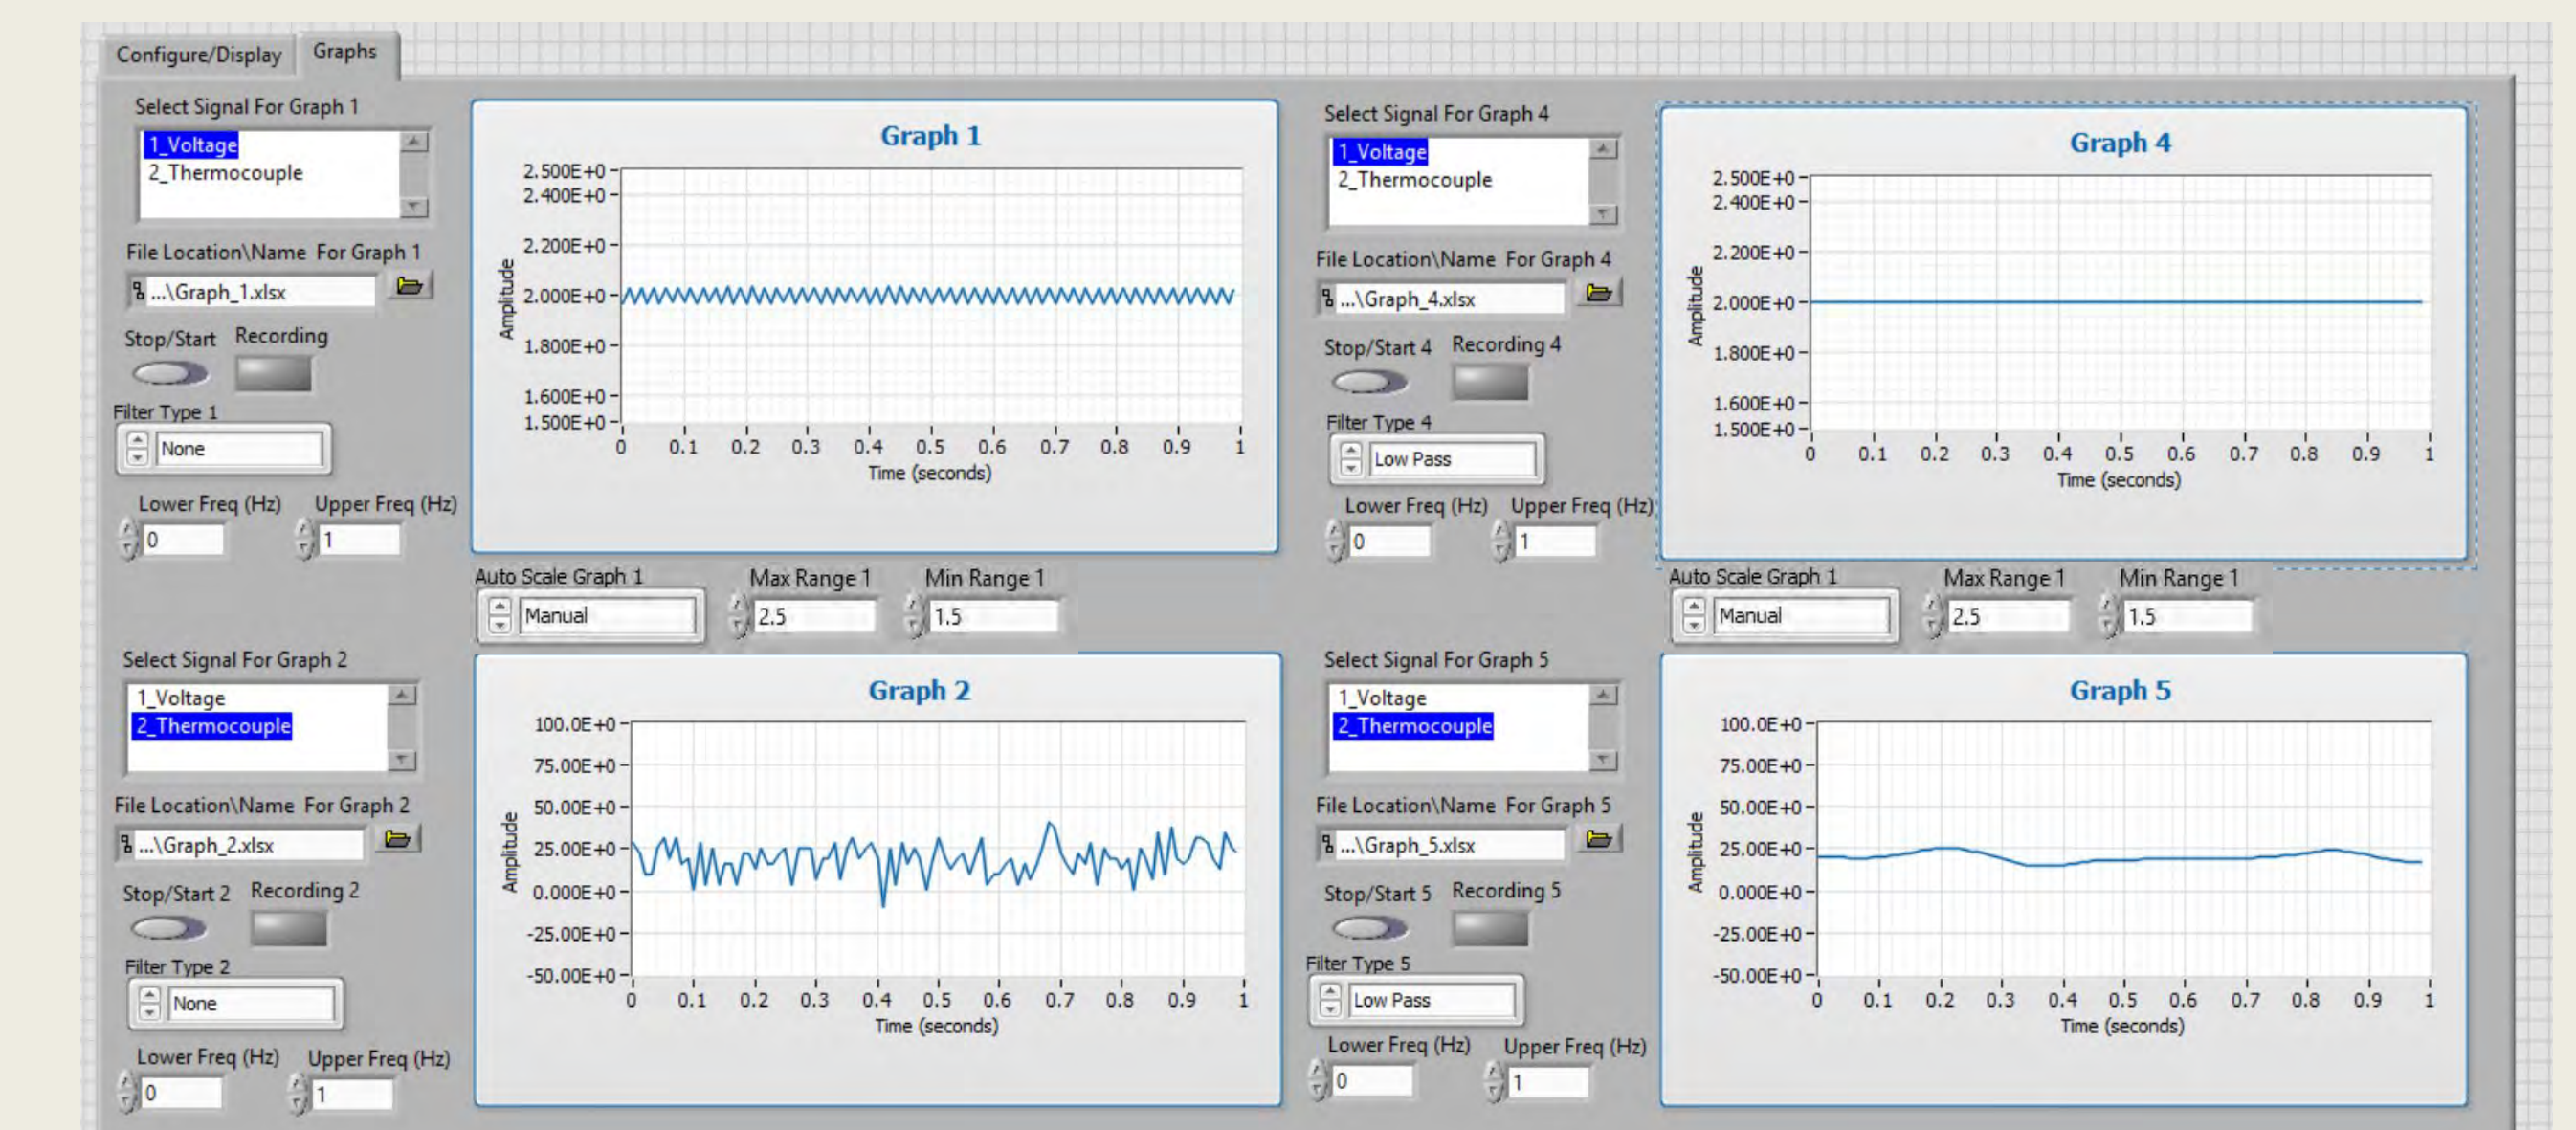 Configure/Display
Graphs
Select Signal For Graph 1
1_Voltage
2_Thermocouple
File Location\Name For Graph 1
...\Graph_1.xlsx
Stop/Start
Recording
Filter Type 1
None
Lower Freq (Hz)
Upper Freq (Hz)
0
1
Graph 1
Amplitude
2.500E+0
2.400E+0
2.200E+0
2.000E+0
1.800E+0
1.600E+0
1.500E+0
0 0.1 0.2 0.3 0.4 0.5 0.6 0.7 0.8 0.9 1
Time (seconds)
Auto Scale Graph 1
Max Range 1
Min Range 1
Manual
2.5
1.5
Select Signal For Graph 4
1_Voltage
2_Thermocouple
File Location\Name For Graph 4
...\Graph_4.xlsx
Stop/Start 4
Recording 4
Filter Type 4
Low Pass
Lower Freq (Hz)
Upper Freq (Hz)
0
1
Graph 4
Amplitude
2.500E+0
2.400E+0
2.200E+0
2.000E+0
1.800E+0
1.600E+0
1.500E+0
0 0.1 0.2 0.3 0.4 0.5 0.6 0.7 0.8 0.9 1
Time (seconds)
Auto Scale Graph 1
Max Range 1
Min Range 1
Manual
2.5
1.5
Select Signal For Graph 2
1_Voltage
2_Thermocouple
File Location\Name For Graph 2
...\Graph_2.xlsx
Stop/Start 2
Recording 2
Filter Type 2
None
Lower Freq (Hz)
Upper Freq (Hz)
0
1
Graph 2
Amplitude
100.0E+0
75.00E+0
50.00E+0
25.00E+0
0.000E+0
-25.00E+0
-50.00E+0
0 0.1 0.2 0.3 0.4 0.5 0.6 0.7 0.8 0.9 1
Time (seconds)
Select Signal For Graph 5
1_Voltage
2_Thermocouple
File Location\Name For Graph 5
...\Graph_5.xlsx
Stop/Start 5
Recording 5
Filter Type 5
Low Pass
Lower Freq (Hz)
Upper Freq (Hz)
0
1
Graph 5
Amplitude
100.0E+0
75.00E+0
50.00E+0
25.00E+0
0.000E+0
-25.00E+0
-50.00E+0
0 0.1 0.2 0.3 0.4 0.5 0.6 0.7 0.8 0.9 1
Time (seconds)